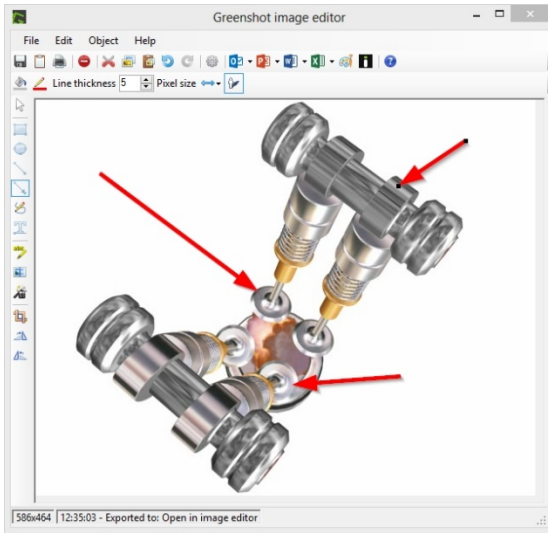 Greenshot image editor
File Edit Object Help
Line thickness 5 Pixel size
586x464 12:35:03 - Exported to: Open in image editor